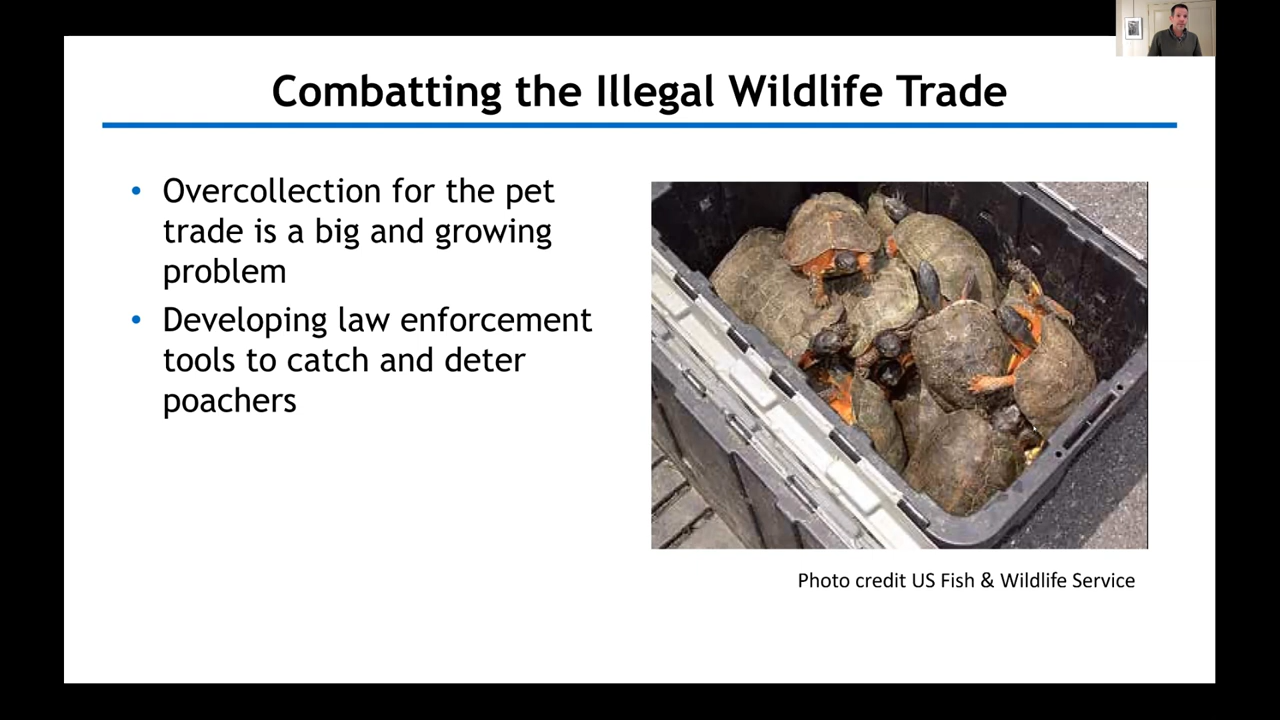 Combatting the Illegal Wildlife Trade
• Overcollection for the pet
trade is a big and growing
problem
• Developing law enforcement
tools to catch and deter
poachers
Photo credit US Fish & Wildlife Service